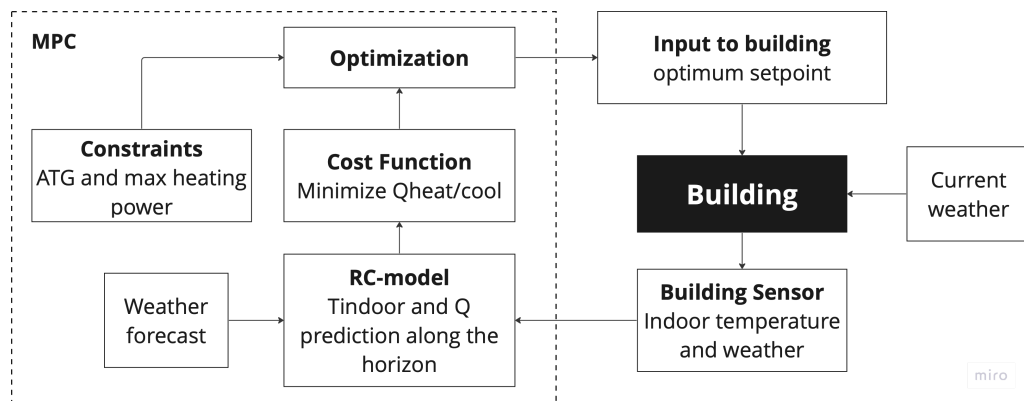 MPC
Optimization
Input to building
optimum setpoint
Constraints
ATG and max heating
power
Cost Function
Minimize Qheat/cool
Building
Current
weather
Weather
forecast
RC-model
Tindoor and Q
prediction along the
horizon
Building Sensor
Indoor temperature
and weather
miro